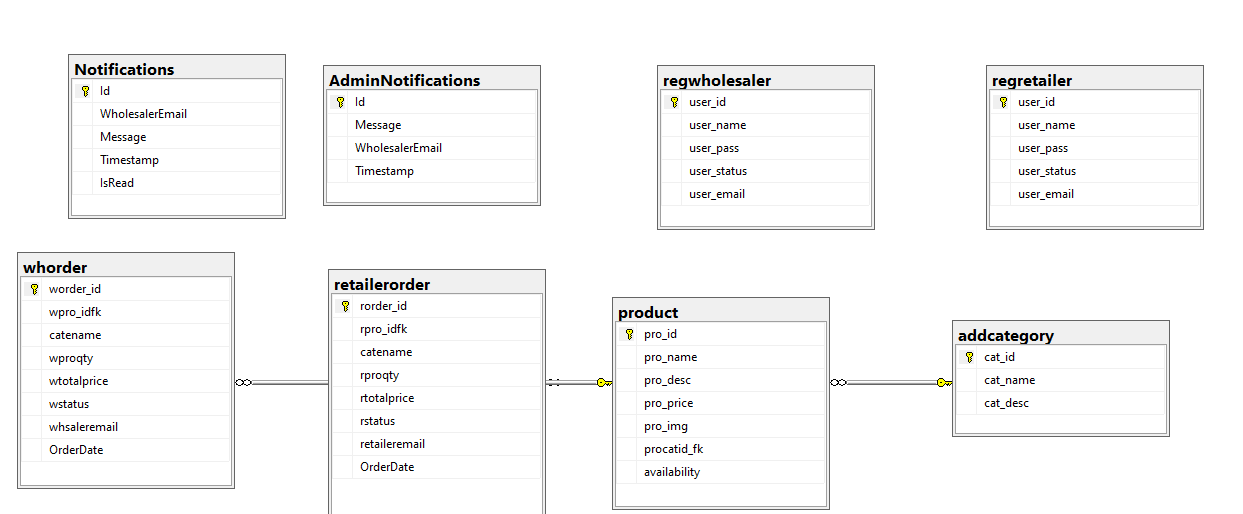 Notifications
Id
WholesalerEmail
Message
Timestamp
IsRead
AdminNotifications
Id
Message
WholesalerEmail
Timestamp
regwholesaler
user_id
user_name
user_pass
user_status
user_email
regretailer
user_id
user_name
user_pass
user_status
user_email
whorder
worder_id
wpro_idfk
catename
wproqty
wtotalprice
wstatus
whsaleremail
OrderDate
retailerorder
rorder_id
rpro_idfk
catename
rproqty
rtotalprice
rstatus
retaileremail
OrderDate
product
pro_id
pro_name
pro_desc
pro_price
pro_img
procatid_fk
availability
addcategory
cat_id
cat_name
cat_desc